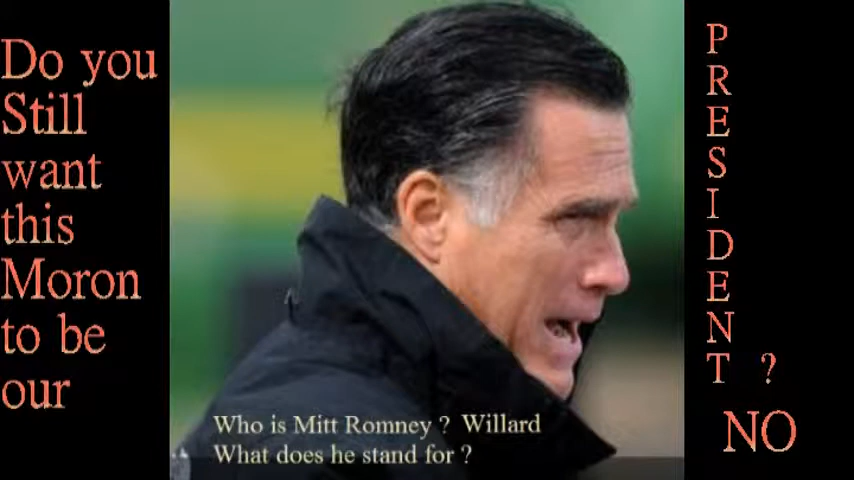 Do you
Still
want
this
Moron
to be
our
P
R
E
S
I
D
E
N
T ?
NO
Who is Mitt Romney ? Willard
What does he stand for ?